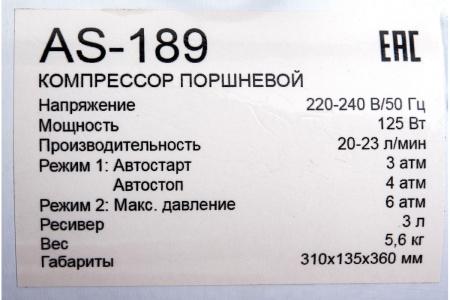 AS-189 EAC
КОМПРЕССОР ПОРШНЕВОЙ
Напряжение 220-240 В/50 Гц
Мощность 125 Вт
Производительность 20-23 л/мин
Режим 1: Автостарт 3 атм
Автостоп 4 атм
Режим 2: Макс. давление 6 атм
Ресивер 3 л
Вес 5,6 кг
Габариты 310х135х360 мм